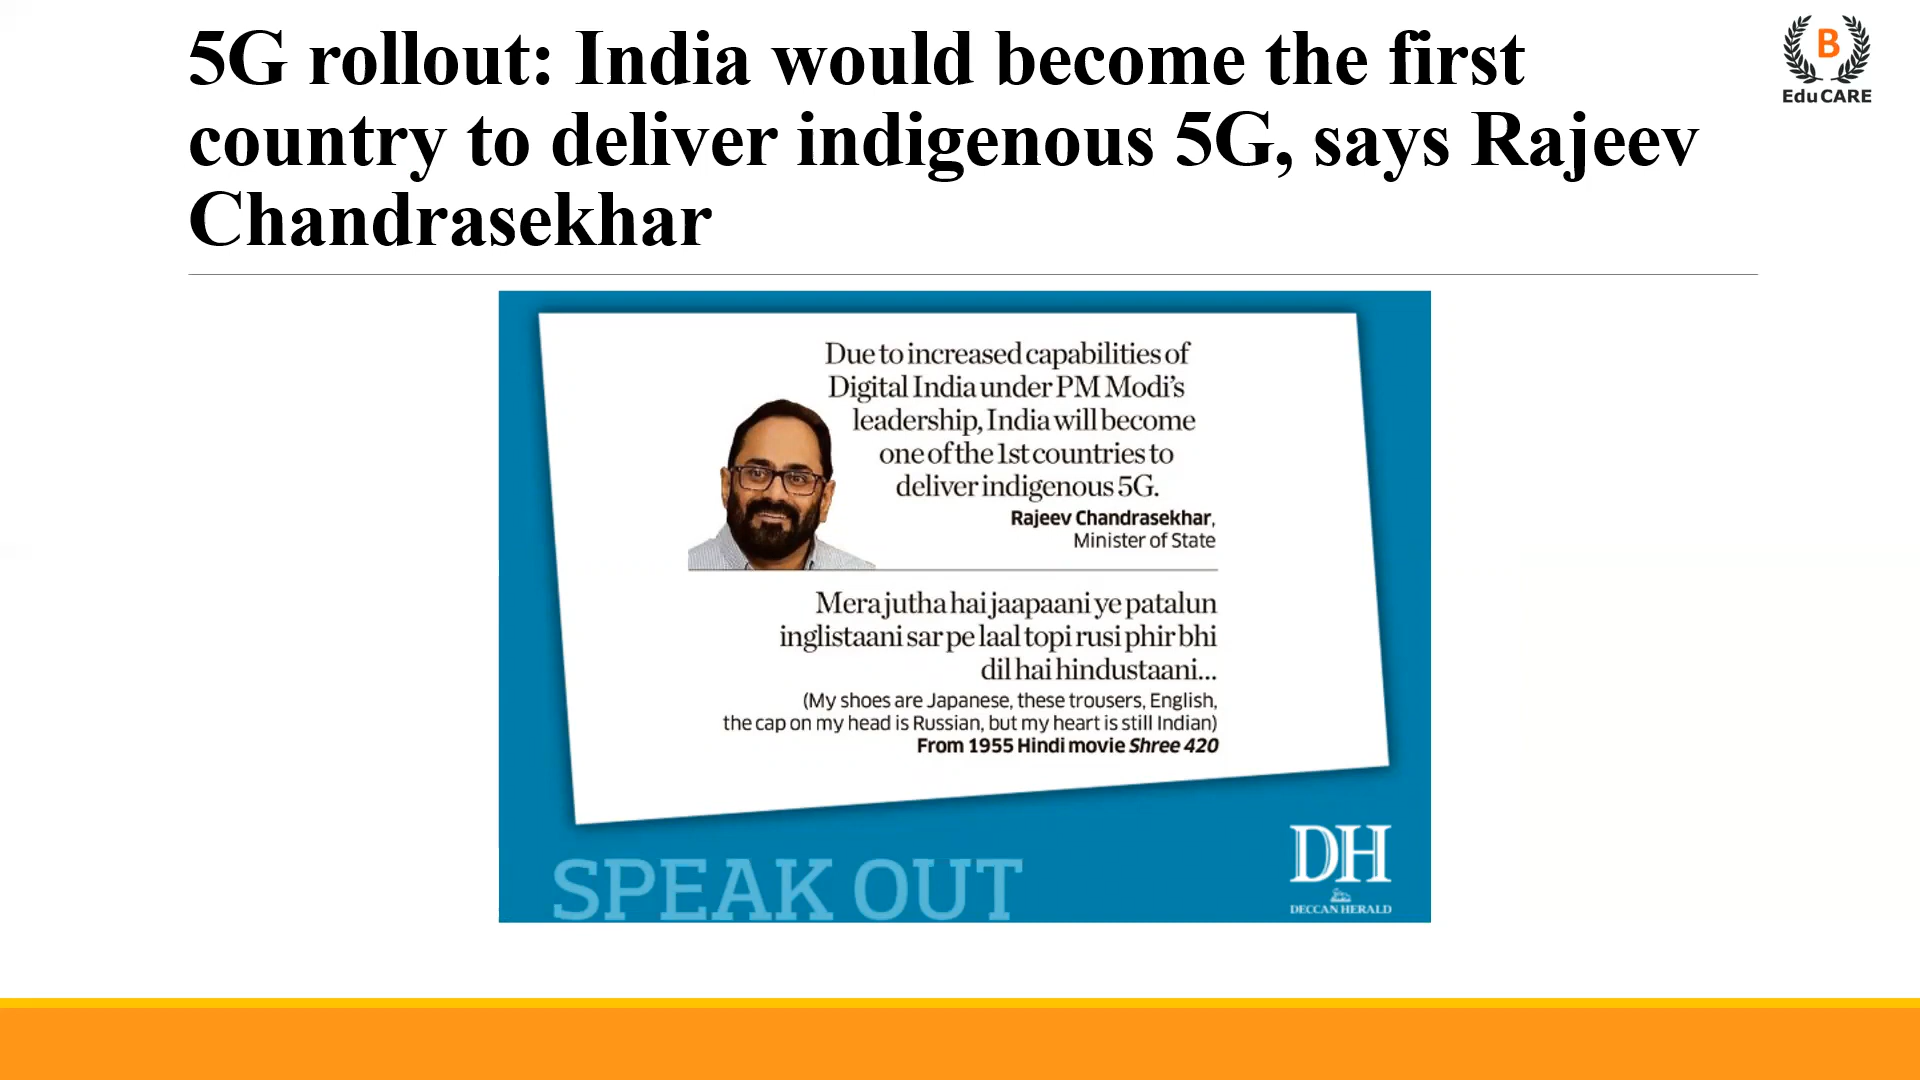 5G rollout: India would become the first
country to deliver indigenous 5G, says Rajeev
Chandrasekhar
B
EduCARE
Due to increased capabilities of
Digital India under PM Modi's
leadership, India will become
one of the 1st countries to
deliver indigenous 5G.
Rajeev Chandrasekhar,
Minister of State
Mera jutha hai jaapaani ye patalun
inglistaani sar pe laal topi rusi phir bhi
dil hai hindustaani...
(My shoes are Japanese, these trousers, English,
the cap on my head is Russian, but my heart is still Indian)
From 1955 Hindi movie Shree 420
SPEAK OUT
DH
DECCAN HERALD